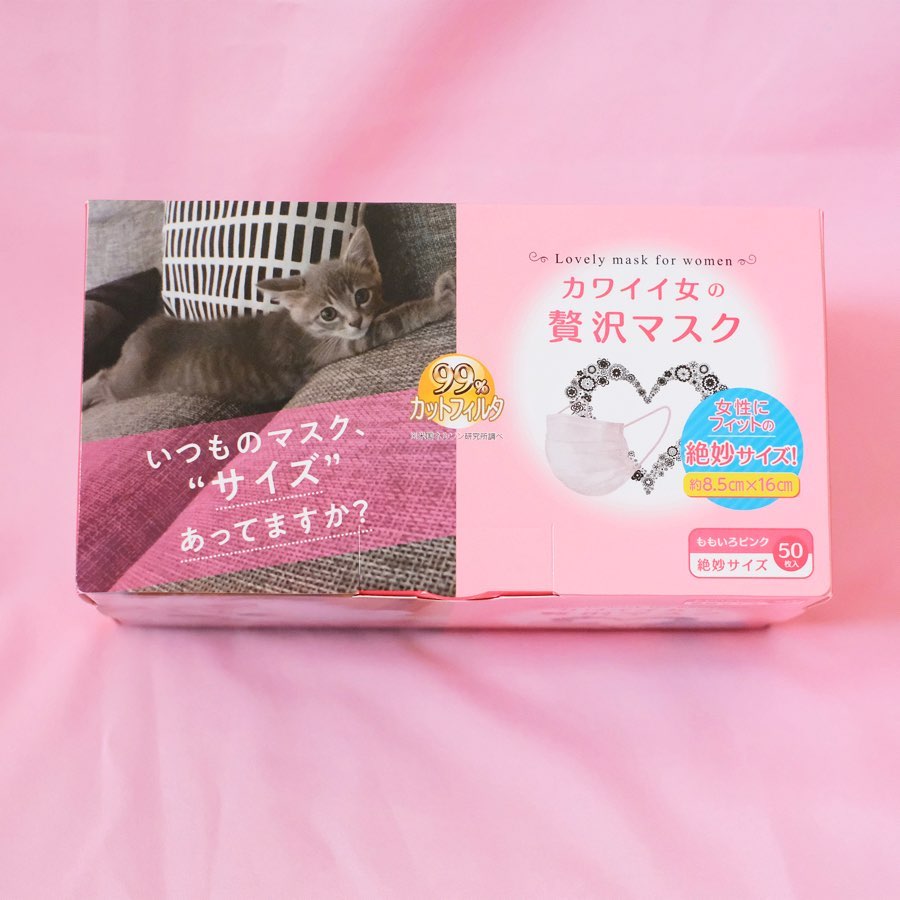 いつものマスク、
“サイズ”
あってますか?
99%
カットフィルタ
Lovely mask for women
カワイイ女の
贅沢マスク
女性に
フィットの
絶妙サイズ!
約8.5cm×16cm
ももいろピンク
絶妙サイズ
50
枚入